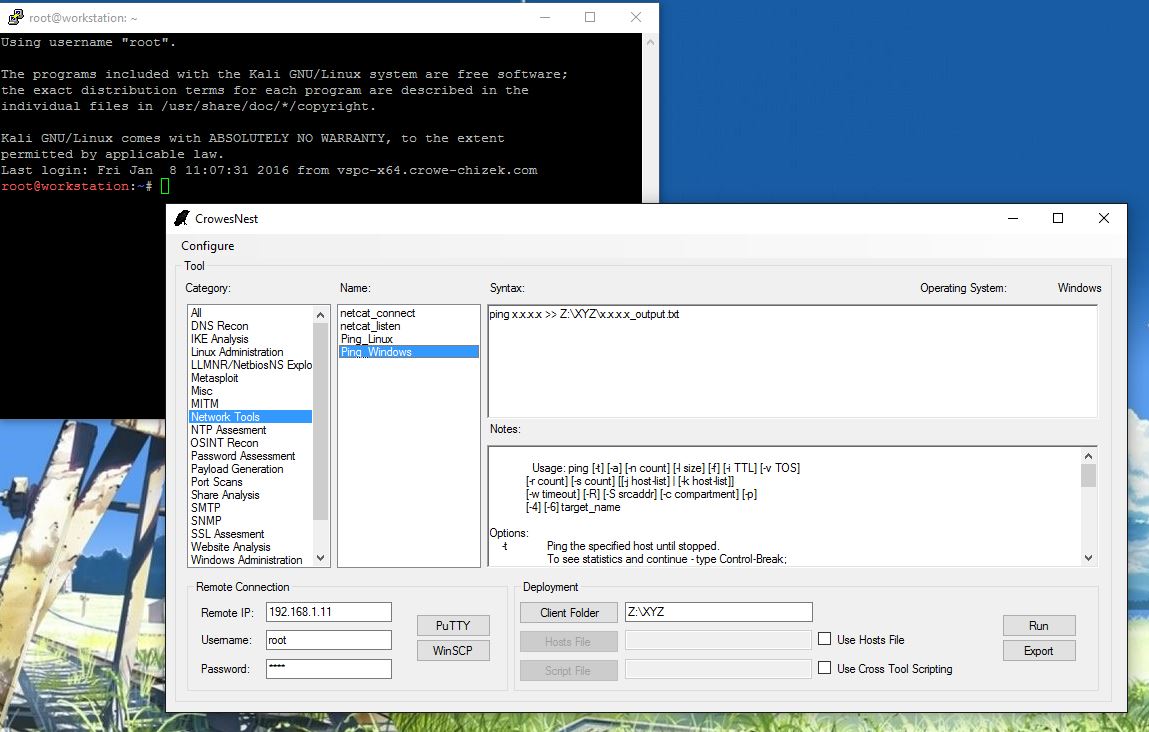 root@workstation: ~
Using username "root".
The programs included with the Kali GNU/Linux system are free software;
the exact distribution terms for each program are described in the
individual files in /usr/share/doc/*/copyright.
Kali GNU/Linux comes with ABSOLUTELY NO WARRANTY, to the extent
permitted by applicable law.
Last login: Fri Jan  8 11:07:31 2016 from vspc-x64.crowe-chizek.com
root@workstation:~#
CrowesNest
Configure
Tool
Category:
All
DNS Recon
IKE Analysis
Linux Administration
LLMNR/NetbiosNS Explo
Metasploit
Misc
MITM
Network Tools
NTP Assesment
OSINT Recon
Password Assessment
Payload Generation
Port Scans
Share Analysis
SMTP
SNMP
SSL Assesment
Website Analysis
Windows Administration
Name:
netcat_connect
netcat_listen
Ping_Linux
Ping_Windows
Syntax:
Operating System: Windows
ping x.x.x.x >> Z:\XYZ\x.x.x.x_output.txt
Notes:
Usage: ping [-t] [-a] [-n count] [-l size] [-f] [-i TTL] [-v TOS]
[-r count] [-s count] [[-j host-list] | [-k host-list]]
[-w timeout] [-R] [-S srcaddr] [-c compartment] [-p]
[-4] [-6] target_name
Options:
-t Ping the specified host until stopped.
To see statistics and continue - type Control-Break;
Remote Connection
Remote IP: 192.168.1.11
Username: root
Password: ****
PuTTY
WinSCP
Deployment
Client Folder Z:\XYZ
Hosts File
Use Hosts File
Script File
Use Cross Tool Scripting
Run
Export